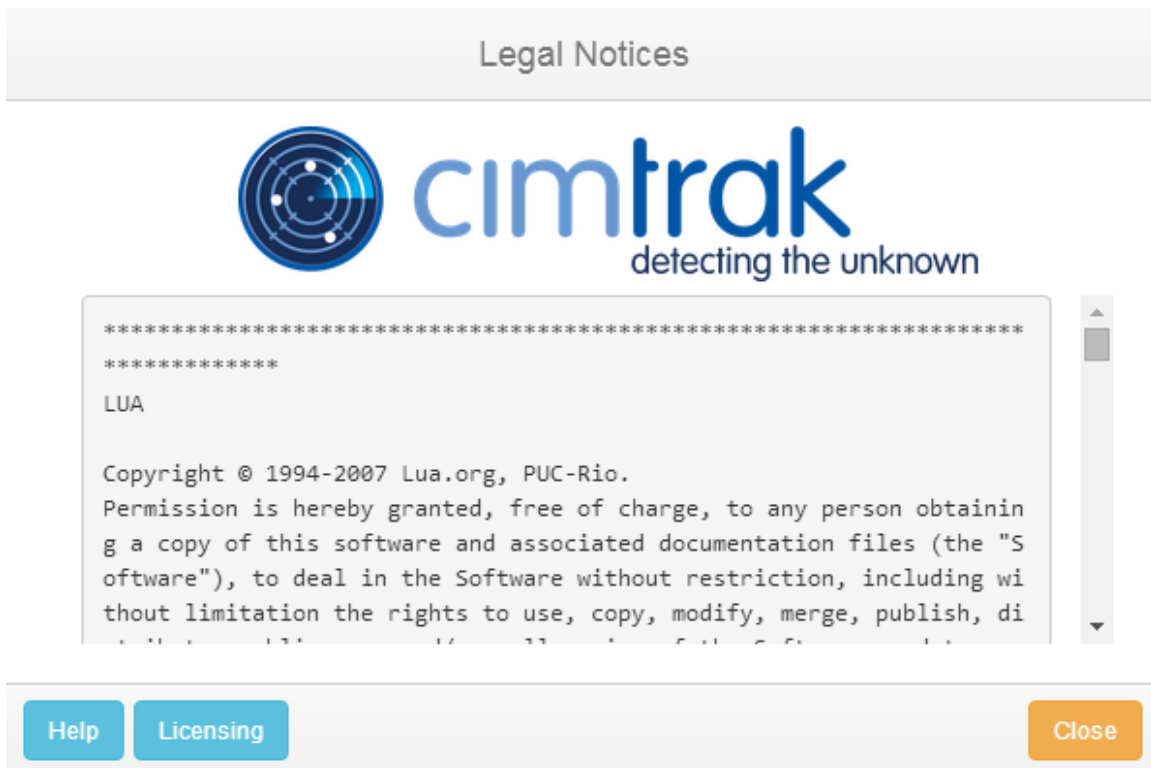 Legal Notices
cimtrak
detecting the unknown
********************************************************************
*************
LUA
Copyright © 1994-2007 Lua.org, PUC-Rio.
Permission is hereby granted, free of charge, to any person obtainin
g a copy of this software and associated documentation files (the "S
oftware"), to deal in the Software without restriction, including wi
thout limitation the rights to use, copy, modify, merge, publish, di
Help Licensing Close